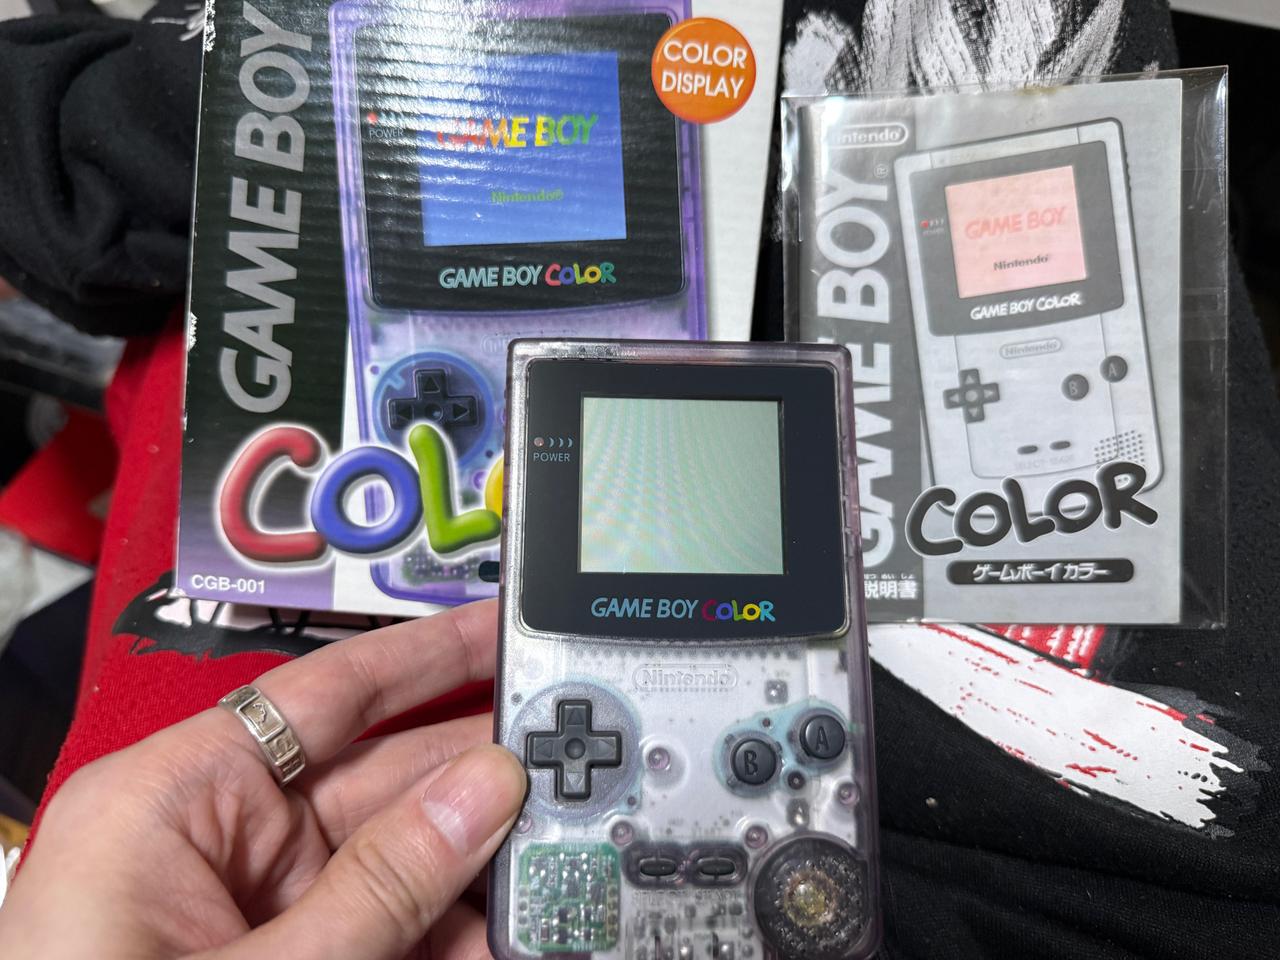 GAME BOY
COLOR
DISPLAY
POWER
GAME BOY
Nintendo®
GAME BOY COLOR
COL
CGB-001
Nintendo
GAME BOY®
POWER
GAME BOY
Nintendo®
GAME BOY COLOR
Nintendo
B
A
COLOR
ゲームボーイカラー
説明書
POWER
GAME BOY COLOR
Nintendo
B
A